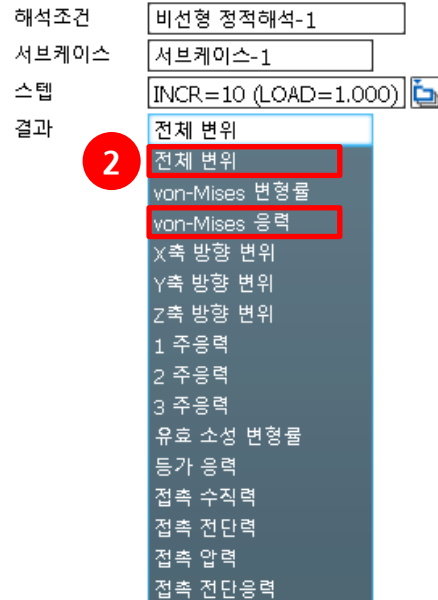 해석조건 비선형 정적해석-1
서브케이스 서브케이스-1
스텝 INCR=10 (LOAD=1.000)
결과 전체 변위
2 전체 변위
von-Mises 변형률
von-Mises 응력
X축 방향 변위
Y축 방향 변위
Z축 방향 변위
1 주응력
2 주응력
3 주응력
유효 소성 변형률
등가 응력
접촉 수직력
접촉 전단력
접촉 압력
접촉 전단응력